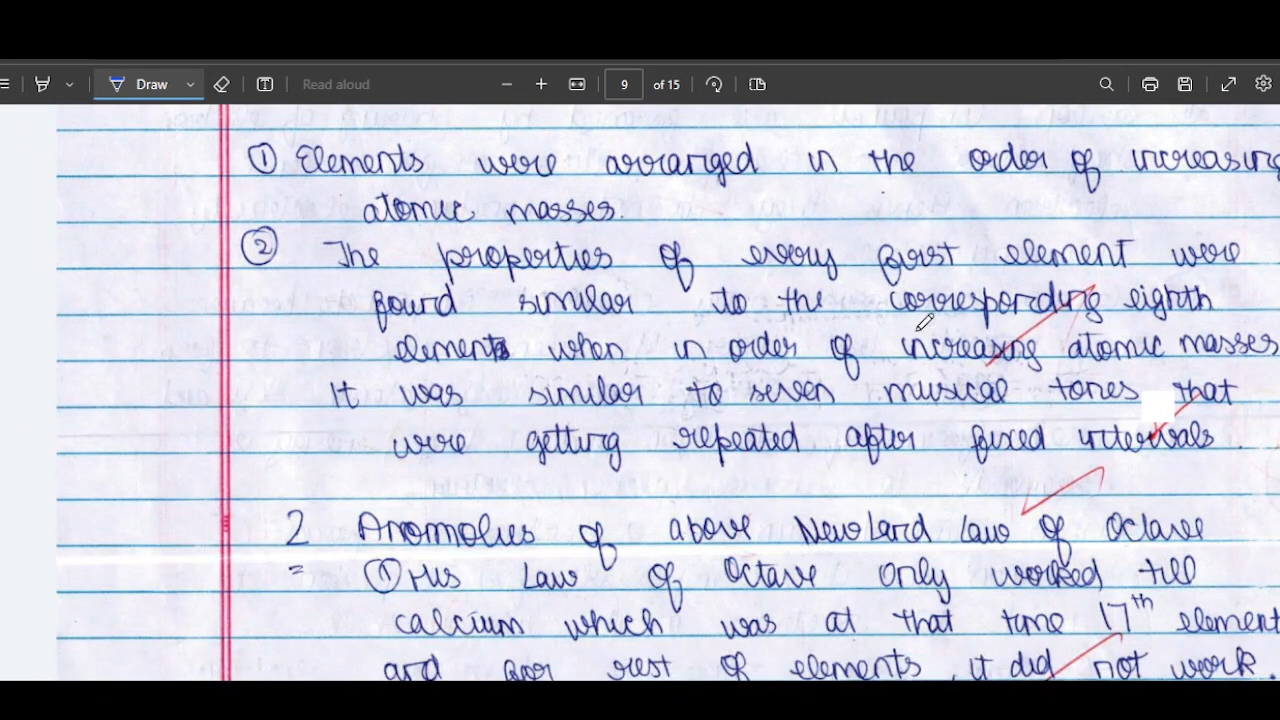 Draw
Read aloud
9 of 15
① Elements were arranged in the order of increasing
atomic masses.
② The properties of every first element were
found similar to the corresponding eighth
element when in order of increasing atomic masses
It was similar to seven musical tones that
were getting repeated after fixed intervals.
2 Anomolies of above NewLand Law of Octave
= ① His Law of Octave only worked till
calcium which was at that time 17th element
and for rest of elements, it did not work.